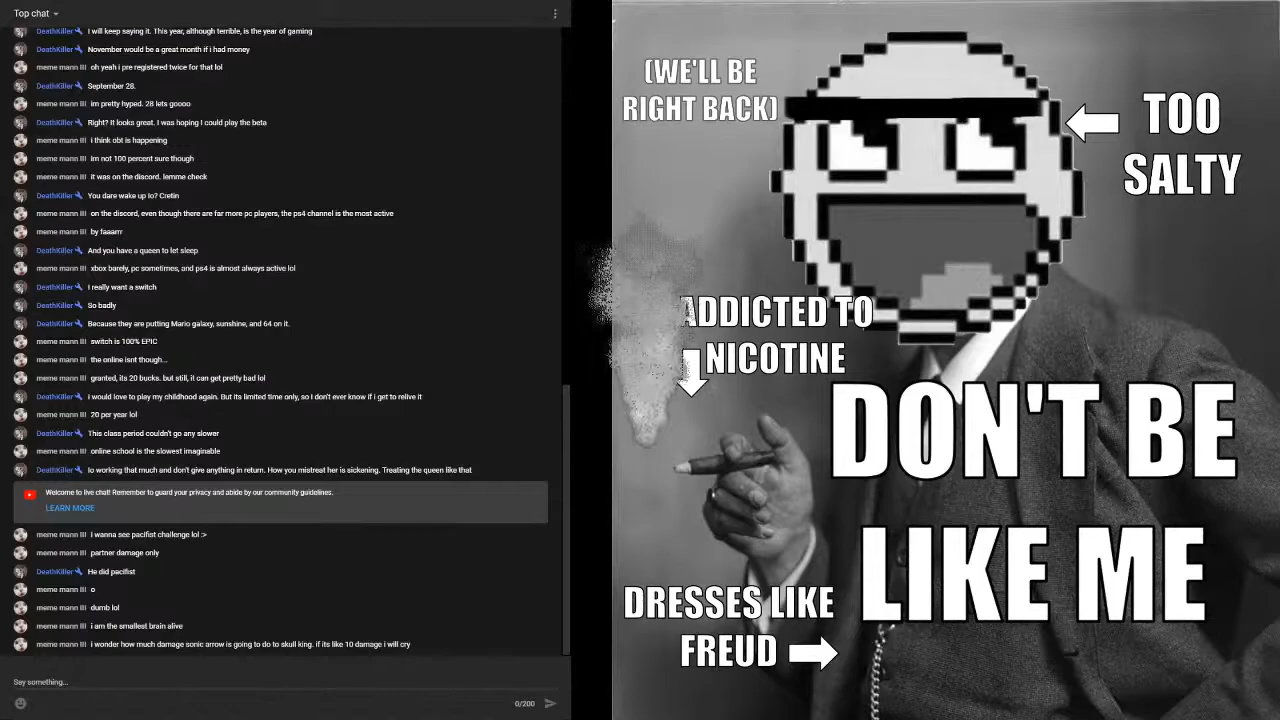 Top chat
DeathKiller I will keep saying it. This year, although terrible, is the year of gaming
DeathKiller November would be a great month if i had money
meme mann III oh yeah i pre registered twice for that lol
DeathKiller September 28.
meme mann III im pretty hyped. 28 lets goooo
DeathKiller Right? It looks great. I was hoping I could play the beta
meme mann III i think obt is happening
meme mann III Im not 100 percent sure though
meme mann III it was on the discord. lemme check
DeathKiller You dare wake up Io? Cretin
meme mann III on the discord, even though there are far more pc players, the ps4 channel is the most active
meme mann III by faaarrr
DeathKiller And you have a queen to let sleep
meme mann III xbox barely, pc sometimes, and ps4 is almost always active lol
DeathKiller I really want a switch
DeathKiller So badly
DeathKiller Because they are putting Mario galaxy, sunshine, and 64 on it.
meme mann III switch is 100% EPIC
meme mann III the online isnt though...
meme mann III granted, its 20 bucks. but still, it can get pretty bad lol
DeathKiller I would love to play my childhood again. But its limited time only, so I don't ever know if i get to relive it
meme mann III 20 per year lol
DeathKiller This class period couldn't go any slower
meme mann III online school is the slowest imaginable
DeathKiller Io working that much and don't give anything in return. How you mistreat her is sickening. Treating the queen like that
Welcome to live chat! Remember to guard your privacy and abide by our community guidelines.
LEARN MORE
meme mann III i wanna see pacifist challenge lol :>
meme mann III partner damage only
DeathKiller He did pacifist
meme mann III o
meme mann III dumb lol
meme mann III i am the smallest brain alive
meme mann III i wonder how much damage sonic arrow is going to do to skull king. if its like 10 damage i will cry
Say something...
0/200
(WE'LL BE
RIGHT BACK)
TOO
SALTY
ADDICTED TO
NICOTINE
DON'T BE
LIKE ME
DRESSES LIKE
FREUD